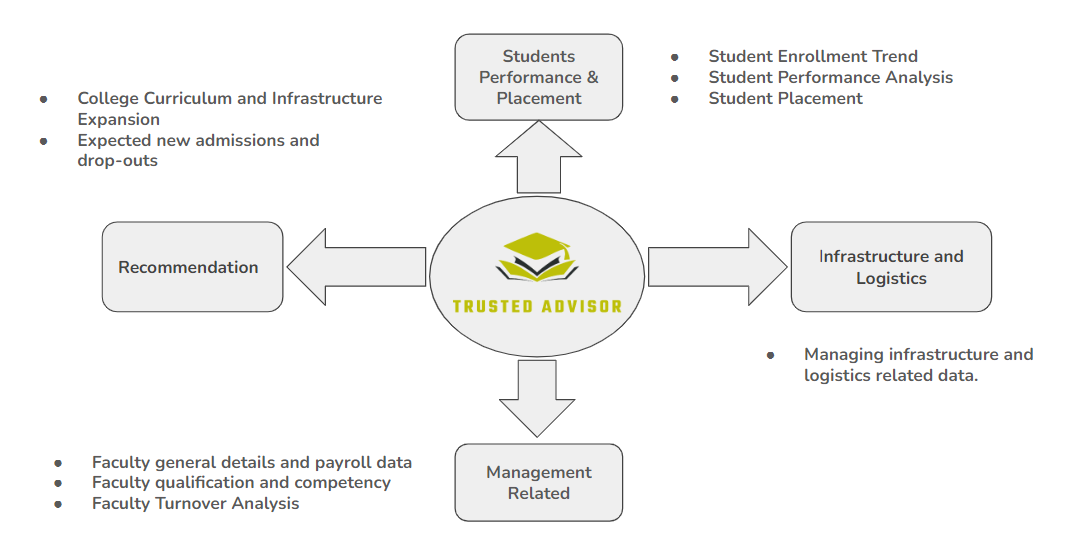 Students
Performance &
Placement
● Student Enrollment Trend
● Student Performance Analysis
● Student Placement
● College Curriculum and Infrastructure
Expansion
● Expected new admissions and
drop-outs
Recommendation
TRUSTED ADVISOR
Infrastructure and
Logistics
● Managing infrastructure and
logistics related data.
● Faculty general details and payroll data
● Faculty qualification and competency
● Faculty Turnover Analysis
Management
Related